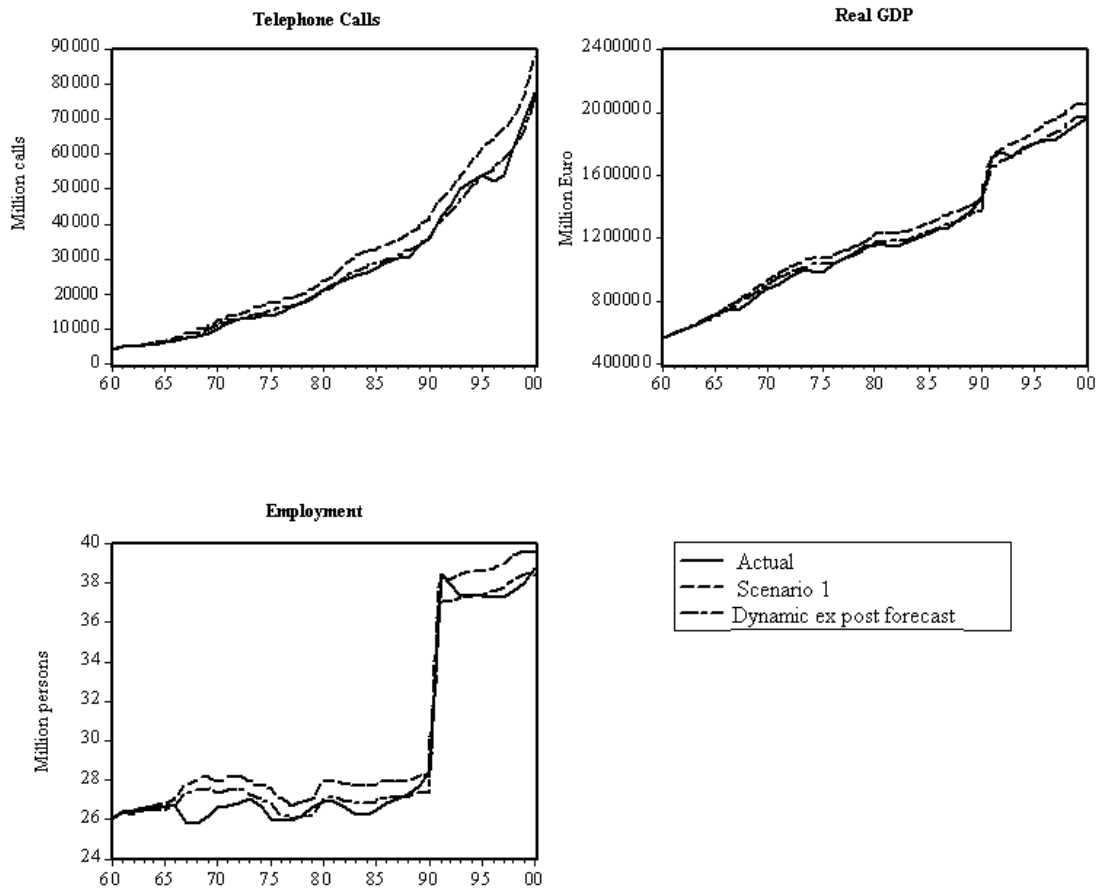 Telephone Calls
90000
80000
70000
60000
50000
40000
30000
20000
10000
0
Million calls
60 65 70 75 80 85 90 95 00
Real GDP
2400000
2000000
1600000
1200000
800000
400000
Million Euro
60 65 70 75 80 85 90 95 00
Employment
40
38
36
34
32
30
28
26
24
Million persons
60 65 70 75 80 85 90 95 00
Actual
Scenario 1
Dynamic ex post forecast